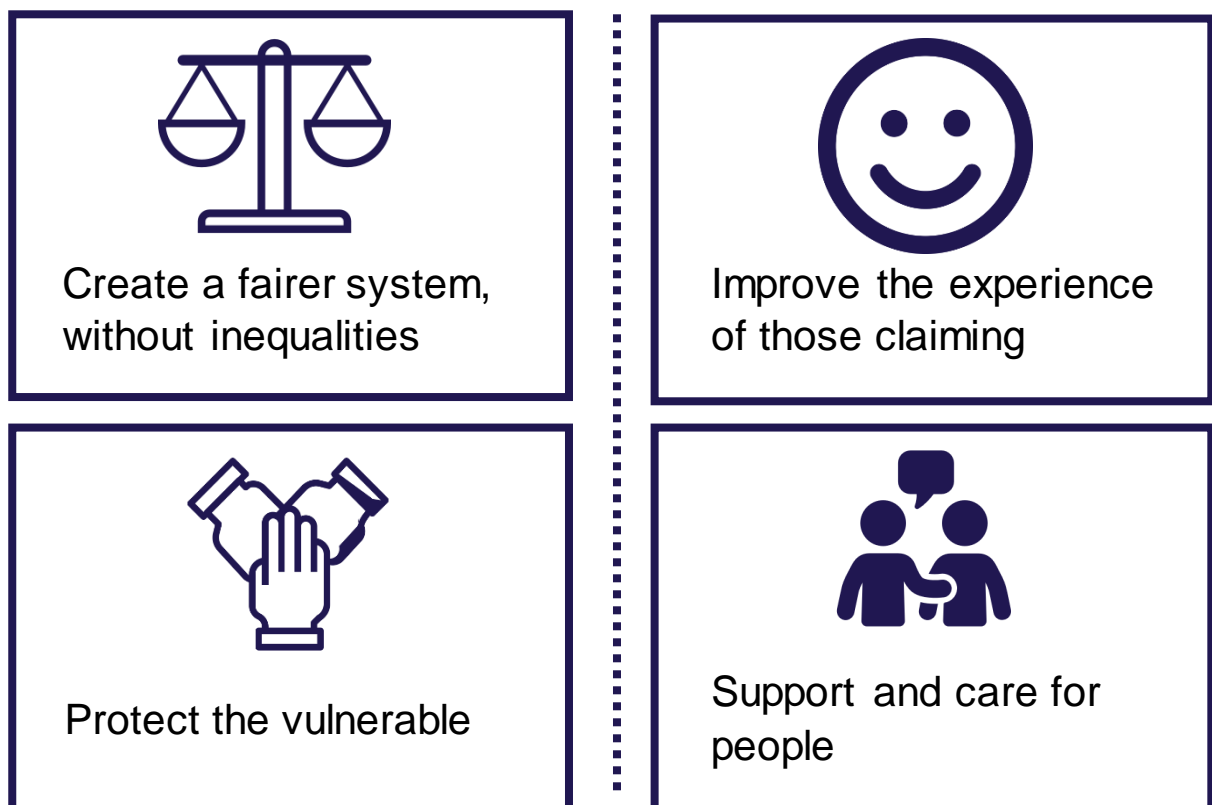 Create a fairer system,
without inequalities
Improve the experience
of those claiming
Protect the vulnerable
Support and care for
people